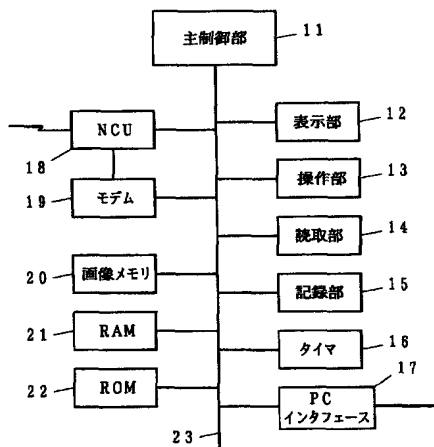 主制御部
11
NCU
18
表示部
12
モデム
19
操作部
13
読取部
14
画像メモリ
20
記録部
15
RAM
21
タイマ
16
ROM
22
PC
インタフェース
17
23